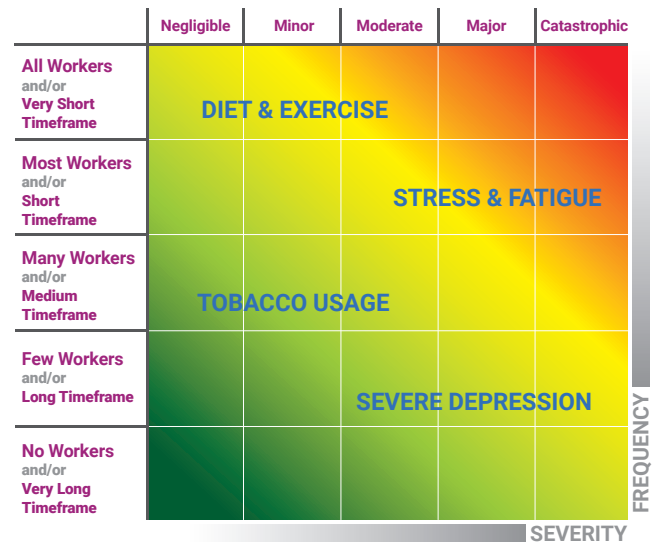 Negligible Minor Moderate Major Catastrophic
All Workers
and/or
Very Short
Timeframe
DIET & EXERCISE
Most Workers
and/or
Short
Timeframe
STRESS & FATIGUE
Many Workers
and/or
Medium
Timeframe
TOBACCO USAGE
Few Workers
and/or
Long Timeframe
SEVERE DEPRESSION
No Workers
and/or
Very Long
Timeframe
FREQUENCY
SEVERITY